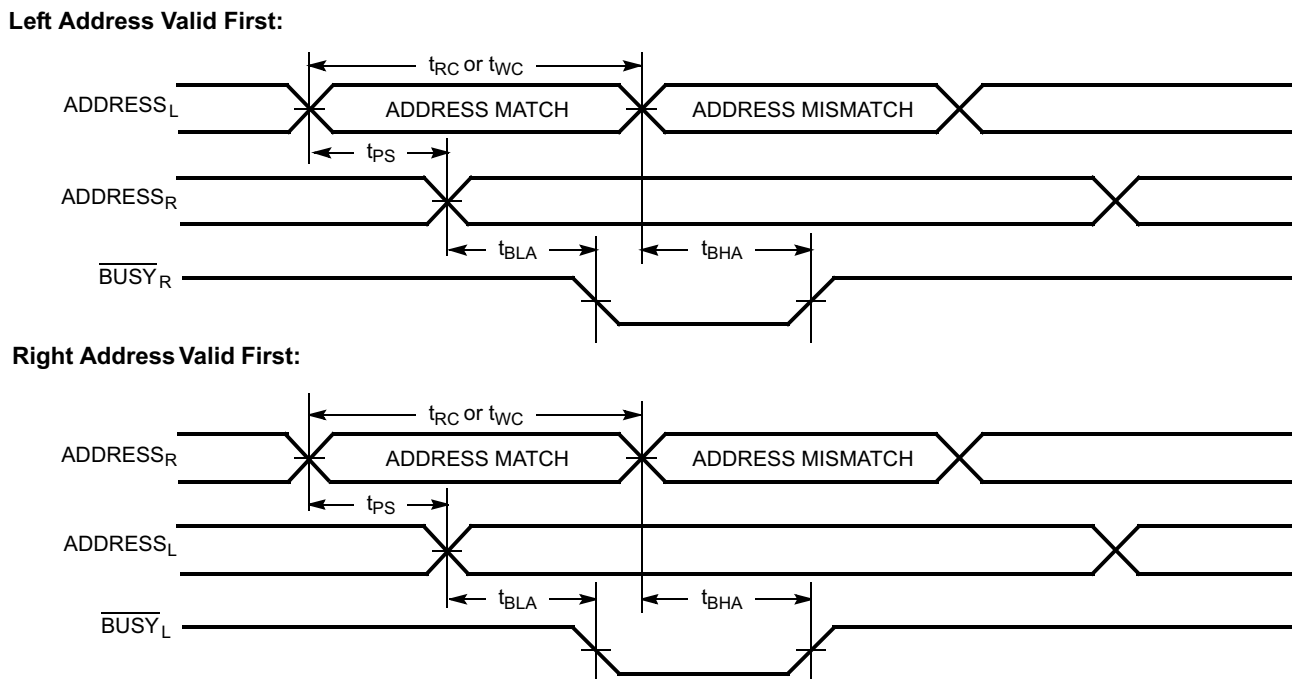 Left Address Valid First:
tRC or tWC
ADDRESSL ADDRESS MATCH ADDRESS MISMATCH
tPS
ADDRESSR
tBLA tBHA
BUSYR
Right Address Valid First:
tRC or tWC
ADDRESSR ADDRESS MATCH ADDRESS MISMATCH
tPS
ADDRESSL
tBLA tBHA
BUSYL